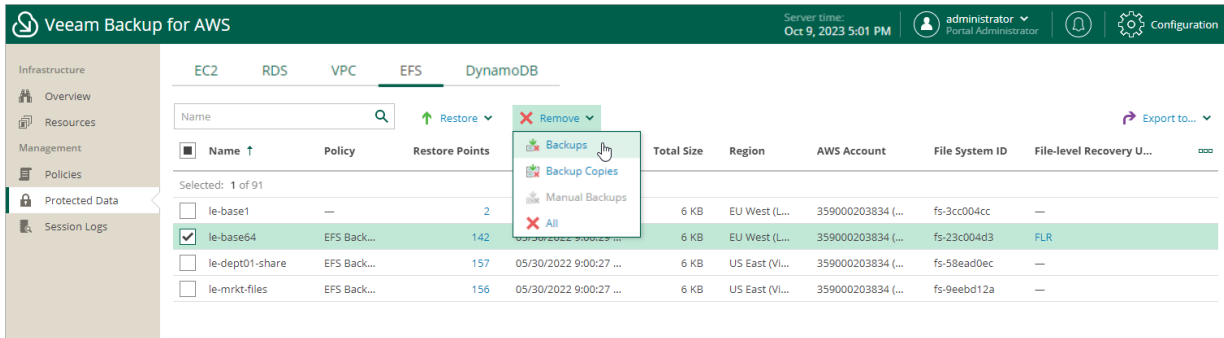 Veeam Backup for AWS
Server time:
Oct 9, 2023 5:01 PM
administrator
Portal Administrator
Configuration
Infrastructure
Overview
Resources
Management
Policies
Protected Data
Session Logs
EC2 RDS VPC EFS DynamoDB
Name
Restore
Remove
Export to...
Backups
Backup Copies
Manual Backups
All
Name ↑ Policy Restore Points Total Size Region AWS Account File System ID File-level Recovery U...
Selected: 1 of 91
le-base1 — 2 6 KB EU West (L... 359000203834 (... fs-3cc004cc —
le-base64 EFS Back... 142 05/30/2022 9:00:29 ... 6 KB EU West (L... 359000203834 (... fs-23c004d3 FLR
le-dept01-share EFS Back... 157 05/30/2022 9:00:27 ... 6 KB US East (Vi... 359000203834 (... fs-58ead0ec —
le-mrkt-files EFS Back... 156 05/30/2022 9:00:27 ... 6 KB US East (Vi... 359000203834 (... fs-9eebd12a —